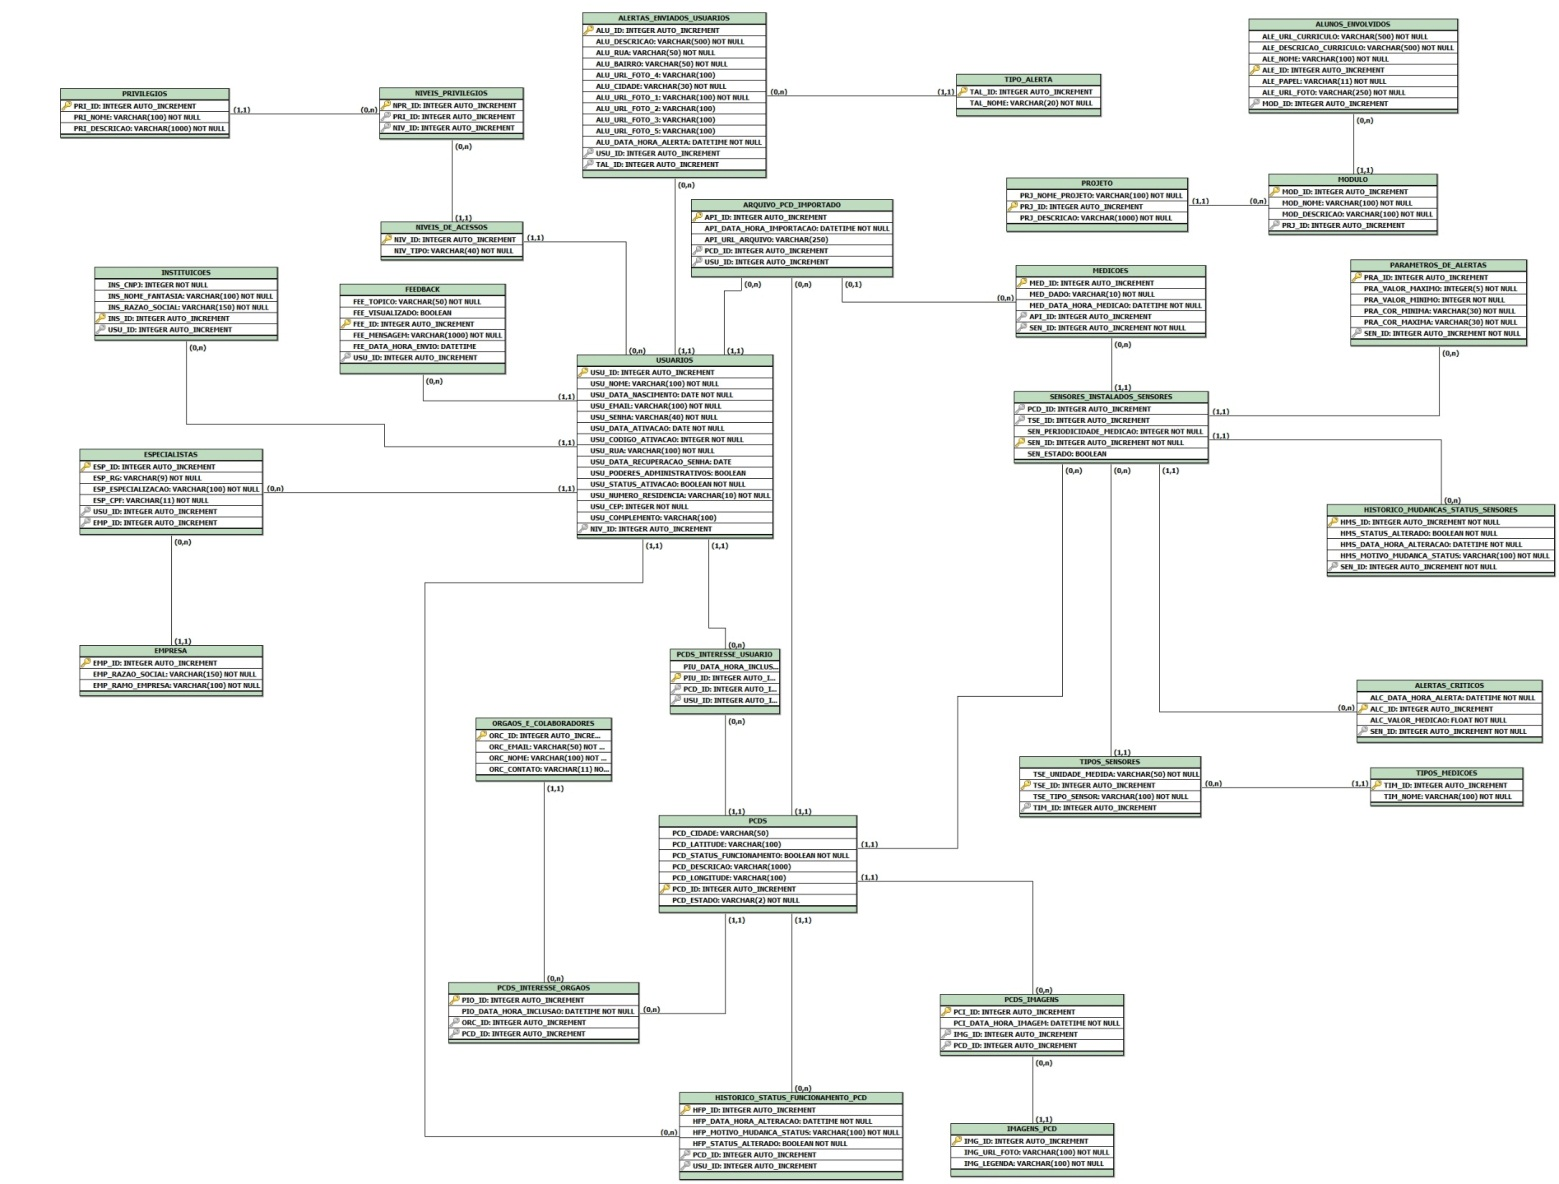 ALERTAS_ENVIADOS_USUARIOS
ALU_ID: INTEGER AUTO_INCREMENT
ALU_DESCRICAO: VARCHAR(500) NOT NULL
ALU_RUA: VARCHAR(50) NOT NULL
ALU_BAIRRO: VARCHAR(50) NOT NULL
ALU_URL_FOTO_4: VARCHAR(100)
ALU_CIDADE: VARCHAR(30) NOT NULL
ALU_URL_FOTO_1: VARCHAR(100) NOT NULL
ALU_URL_FOTO_2: VARCHAR(100)
ALU_URL_FOTO_3: VARCHAR(100)
ALU_URL_FOTO_5: VARCHAR(100)
ALU_DATA_HORA_ALERTA: DATETIME NOT NULL
USU_ID: INTEGER AUTO_INCREMENT
TAL_ID: INTEGER AUTO_INCREMENT
(0,n)
(1,1)
(0,n)
TIPO_ALERTA
TAL_ID: INTEGER AUTO_INCREMENT
TAL_NOME: VARCHAR(20) NOT NULL
ALUNOS_ENVOLVIDOS
ALE_URL_CURRICULO: VARCHAR(500) NOT NULL
ALE_DESCRICAO_CURRICULO: VARCHAR(500) NOT NULL
ALE_NOME: VARCHAR(100) NOT NULL
ALE_ID: INTEGER AUTO_INCREMENT
ALE_PAPEL: VARCHAR(11) NOT NULL
ALE_URL_FOTO: VARCHAR(250) NOT NULL
MOD_ID: INTEGER AUTO_INCREMENT
(0,n)
(1,1)
PRIVILEGIOS
PRI_ID: INTEGER AUTO_INCREMENT
PRI_NOME: VARCHAR(100) NOT NULL
PRI_DESCRICAO: VARCHAR(1000) NOT NULL
(1,1)
(0,n)
NIVEIS_PRIVILEGIOS
NPR_ID: INTEGER AUTO_INCREMENT
PRI_ID: INTEGER AUTO_INCREMENT
NIV_ID: INTEGER AUTO_INCREMENT
(0,n)
(1,1)
NIVEIS_DE_ACESSOS
NIV_ID: INTEGER AUTO_INCREMENT
NIV_TIPO: VARCHAR(40) NOT NULL
(1,1)
PROJETO
PRJ_NOME_PROJETO: VARCHAR(100) NOT NULL
PRJ_ID: INTEGER AUTO_INCREMENT
PRJ_DESCRICAO: VARCHAR(1000) NOT NULL
(1,1)
(0,n)
MODULO
MOD_ID: INTEGER AUTO_INCREMENT
MOD_NOME: VARCHAR(100) NOT NULL
MOD_DESCRICAO: VARCHAR(100) NOT NULL
PRJ_ID: INTEGER AUTO_INCREMENT
ARQUIVO_PCD_IMPORTADO
API_ID: INTEGER AUTO_INCREMENT
API_DATA_HORA_IMPORTACAO: DATETIME NOT NULL
API_URL_ARQUIVO: VARCHAR(250)
PCD_ID: INTEGER AUTO_INCREMENT
USU_ID: INTEGER AUTO_INCREMENT
(0,n)
(0,n)
(0,1)
(0,n)
MEDICOES
MED_ID: INTEGER AUTO_INCREMENT
MED_DADO: VARCHAR(10) NOT NULL
MED_DATA_HORA_MEDICAO: DATETIME NOT NULL
API_ID: INTEGER AUTO_INCREMENT
SEN_ID: INTEGER AUTO_INCREMENT NOT NULL
(0,n)
(1,1)
PARAMETROS_DE_ALERTAS
PRA_ID: INTEGER AUTO_INCREMENT
PRA_VALOR_MAXIMO: INTEGER(5) NOT NULL
PRA_VALOR_MINIMO: INTEGER NOT NULL
PRA_COR_MINIMA: VARCHAR(30) NOT NULL
PRA_COR_MAXIMA: VARCHAR(30) NOT NULL
SEN_ID: INTEGER AUTO_INCREMENT NOT NULL
(0,n)
INSTITUICOES
INS_CNPJ: INTEGER NOT NULL
INS_NOME_FANTASIA: VARCHAR(100) NOT NULL
INS_RAZAO_SOCIAL: VARCHAR(150) NOT NULL
INS_ID: INTEGER AUTO_INCREMENT
USU_ID: INTEGER AUTO_INCREMENT
(0,n)
FEEDBACK
FEE_TOPICO: VARCHAR(50) NOT NULL
FEE_VISUALIZADO: BOOLEAN
FEE_ID: INTEGER AUTO_INCREMENT
FEE_MENSAGEM: VARCHAR(1000) NOT NULL
FEE_DATA_HORA_ENVIO: DATETIME
USU_ID: INTEGER AUTO_INCREMENT
(0,n)
(0,n)
(1,1)
(1,1)
USUARIOS
USU_ID: INTEGER AUTO_INCREMENT
USU_NOME: VARCHAR(100) NOT NULL
USU_DATA_NASCIMENTO: DATE NOT NULL
USU_EMAIL: VARCHAR(100) NOT NULL
USU_SENHA: VARCHAR(40) NOT NULL
USU_DATA_ATIVACAO: DATE NOT NULL
USU_CODIGO_ATIVACAO: INTEGER NOT NULL
USU_RUA: VARCHAR(100) NOT NULL
USU_DATA_RECUPERACAO_SENHA: DATE
USU_PODERES_ADMINISTRATIVOS: BOOLEAN
USU_STATUS_ATIVACAO: BOOLEAN NOT NULL
USU_NUMERO_RESIDENCIA: VARCHAR(10) NOT NULL
USU_CEP: INTEGER NOT NULL
USU_COMPLEMENTO: VARCHAR(100)
NIV_ID: INTEGER AUTO_INCREMENT
(1,1)
(1,1)
(1,1)
(1,1)
(1,1)
SENSORES_INSTALADOS_SENSORES
PCD_ID: INTEGER AUTO_INCREMENT
TSE_ID: INTEGER AUTO_INCREMENT
SEN_PERIODICIDADE_MEDICAO: INTEGER NOT NULL
SEN_ID: INTEGER AUTO_INCREMENT NOT NULL
SEN_ESTADO: BOOLEAN
(1,1)
(1,1)
(0,n)
(0,n)
(1,1)
ESPECIALISTAS
ESP_ID: INTEGER AUTO_INCREMENT
ESP_RG: VARCHAR(9) NOT NULL
ESP_ESPECIALIZACAO: VARCHAR(100) NOT NULL
ESP_CPF: VARCHAR(11) NOT NULL
USU_ID: INTEGER AUTO_INCREMENT
EMP_ID: INTEGER AUTO_INCREMENT
(0,n)
(0,n)
(1,1)
EMPRESA
EMP_ID: INTEGER AUTO_INCREMENT
EMP_RAZAO_SOCIAL: VARCHAR(150) NOT NULL
EMP_RAMO_EMPRESA: VARCHAR(100) NOT NULL
(0,n)
HISTORICO_MUDANCAS_STATUS_SENSORES
HMS_ID: INTEGER AUTO_INCREMENT NOT NULL
HMS_STATUS_ALTERADO: BOOLEAN NOT NULL
HMS_DATA_HORA_ALTERACAO: DATETIME NOT NULL
HMS_MOTIVO_MUDANCA_STATUS: VARCHAR(100) NOT NULL
SEN_ID: INTEGER AUTO_INCREMENT NOT NULL
(0,n)
PCDS_INTERESSE_USUARIO
PIU_DATA_HORA_INCLUS...
PIU_ID: INTEGER AUTO_I...
PCD_ID: INTEGER AUTO_I...
USU_ID: INTEGER AUTO_I...
(0,n)
ORGAOS_E_COLABORADORES
ORC_ID: INTEGER AUTO_INCRE...
ORC_EMAIL: VARCHAR(50) NOT ...
ORC_NOME: VARCHAR(100) NOT ...
ORC_CONTATO: VARCHAR(11) NO...
(1,1)
(0,n)
ALERTAS_CRITICOS
ALC_DATA_HORA_ALERTA: DATETIME NOT NULL
ALC_ID: INTEGER AUTO_INCREMENT
ALC_VALOR_MEDICAO: FLOAT NOT NULL
SEN_ID: INTEGER AUTO_INCREMENT NOT NULL
(1,1)
TIPOS_SENSORES
TSE_UNIDADE_MEDIDA: VARCHAR(50) NOT NULL
TSE_ID: INTEGER AUTO_INCREMENT
TSE_TIPO_SENSOR: VARCHAR(100) NOT NULL
TIM_ID: INTEGER AUTO_INCREMENT
(0,n)
(1,1)
TIPOS_MEDICOES
TIM_ID: INTEGER AUTO_INCREMENT
TIM_NOME: VARCHAR(100) NOT NULL
(1,1)
(1,1)
PCDS
PCD_CIDADE: VARCHAR(50)
PCD_LATITUDE: VARCHAR(100)
PCD_STATUS_FUNCIONAMENTO: BOOLEAN NOT NULL
PCD_DESCRICAO: VARCHAR(1000)
PCD_LONGITUDE: VARCHAR(100)
PCD_ID: INTEGER AUTO_INCREMENT
PCD_ESTADO: VARCHAR(2) NOT NULL
(1,1)
(1,1)
(1,1)
(1,1)
(0,n)
PCDS_INTERESSE_ORGAOS
PIO_ID: INTEGER AUTO_INCREMENT
PIO_DATA_HORA_INCLUSAO: DATETIME NOT NULL
ORC_ID: INTEGER AUTO_INCREMENT
PCD_ID: INTEGER AUTO_INCREMENT
(0,n)
(0,n)
PCDS_IMAGENS
PCI_ID: INTEGER AUTO_INCREMENT
PCI_DATA_HORA_IMAGEM: DATETIME NOT NULL
IMG_ID: INTEGER AUTO_INCREMENT
PCD_ID: INTEGER AUTO_INCREMENT
(0,n)
(0,n)
HISTORICO_STATUS_FUNCIONAMENTO_PCD
HFP_ID: INTEGER AUTO_INCREMENT
HFP_DATA_HORA_ALTERACAO: DATETIME NOT NULL
HFP_MOTIVO_MUDANCA_STATUS: VARCHAR(100) NOT NULL
HFP_STATUS_ALTERADO: BOOLEAN NOT NULL
PCD_ID: INTEGER AUTO_INCREMENT
USU_ID: INTEGER AUTO_INCREMENT
(0,n)
(1,1)
IMAGENS_PCD
IMG_ID: INTEGER AUTO_INCREMENT
IMG_URL_FOTO: VARCHAR(100) NOT NULL
IMG_LEGENDA: VARCHAR(100) NOT NULL